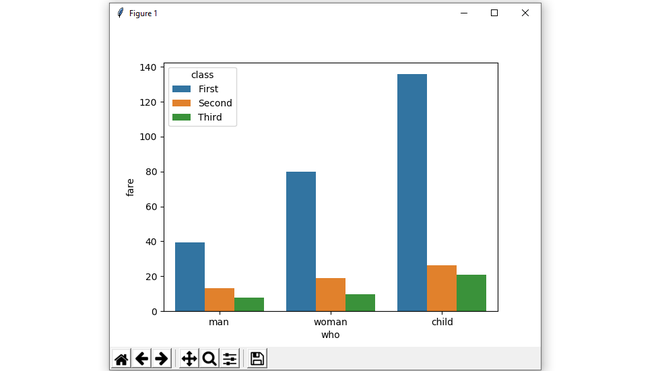 Figure 1
140
120
100
80
60
40
20
0
fare
class
First
Second
Third
man woman child
who